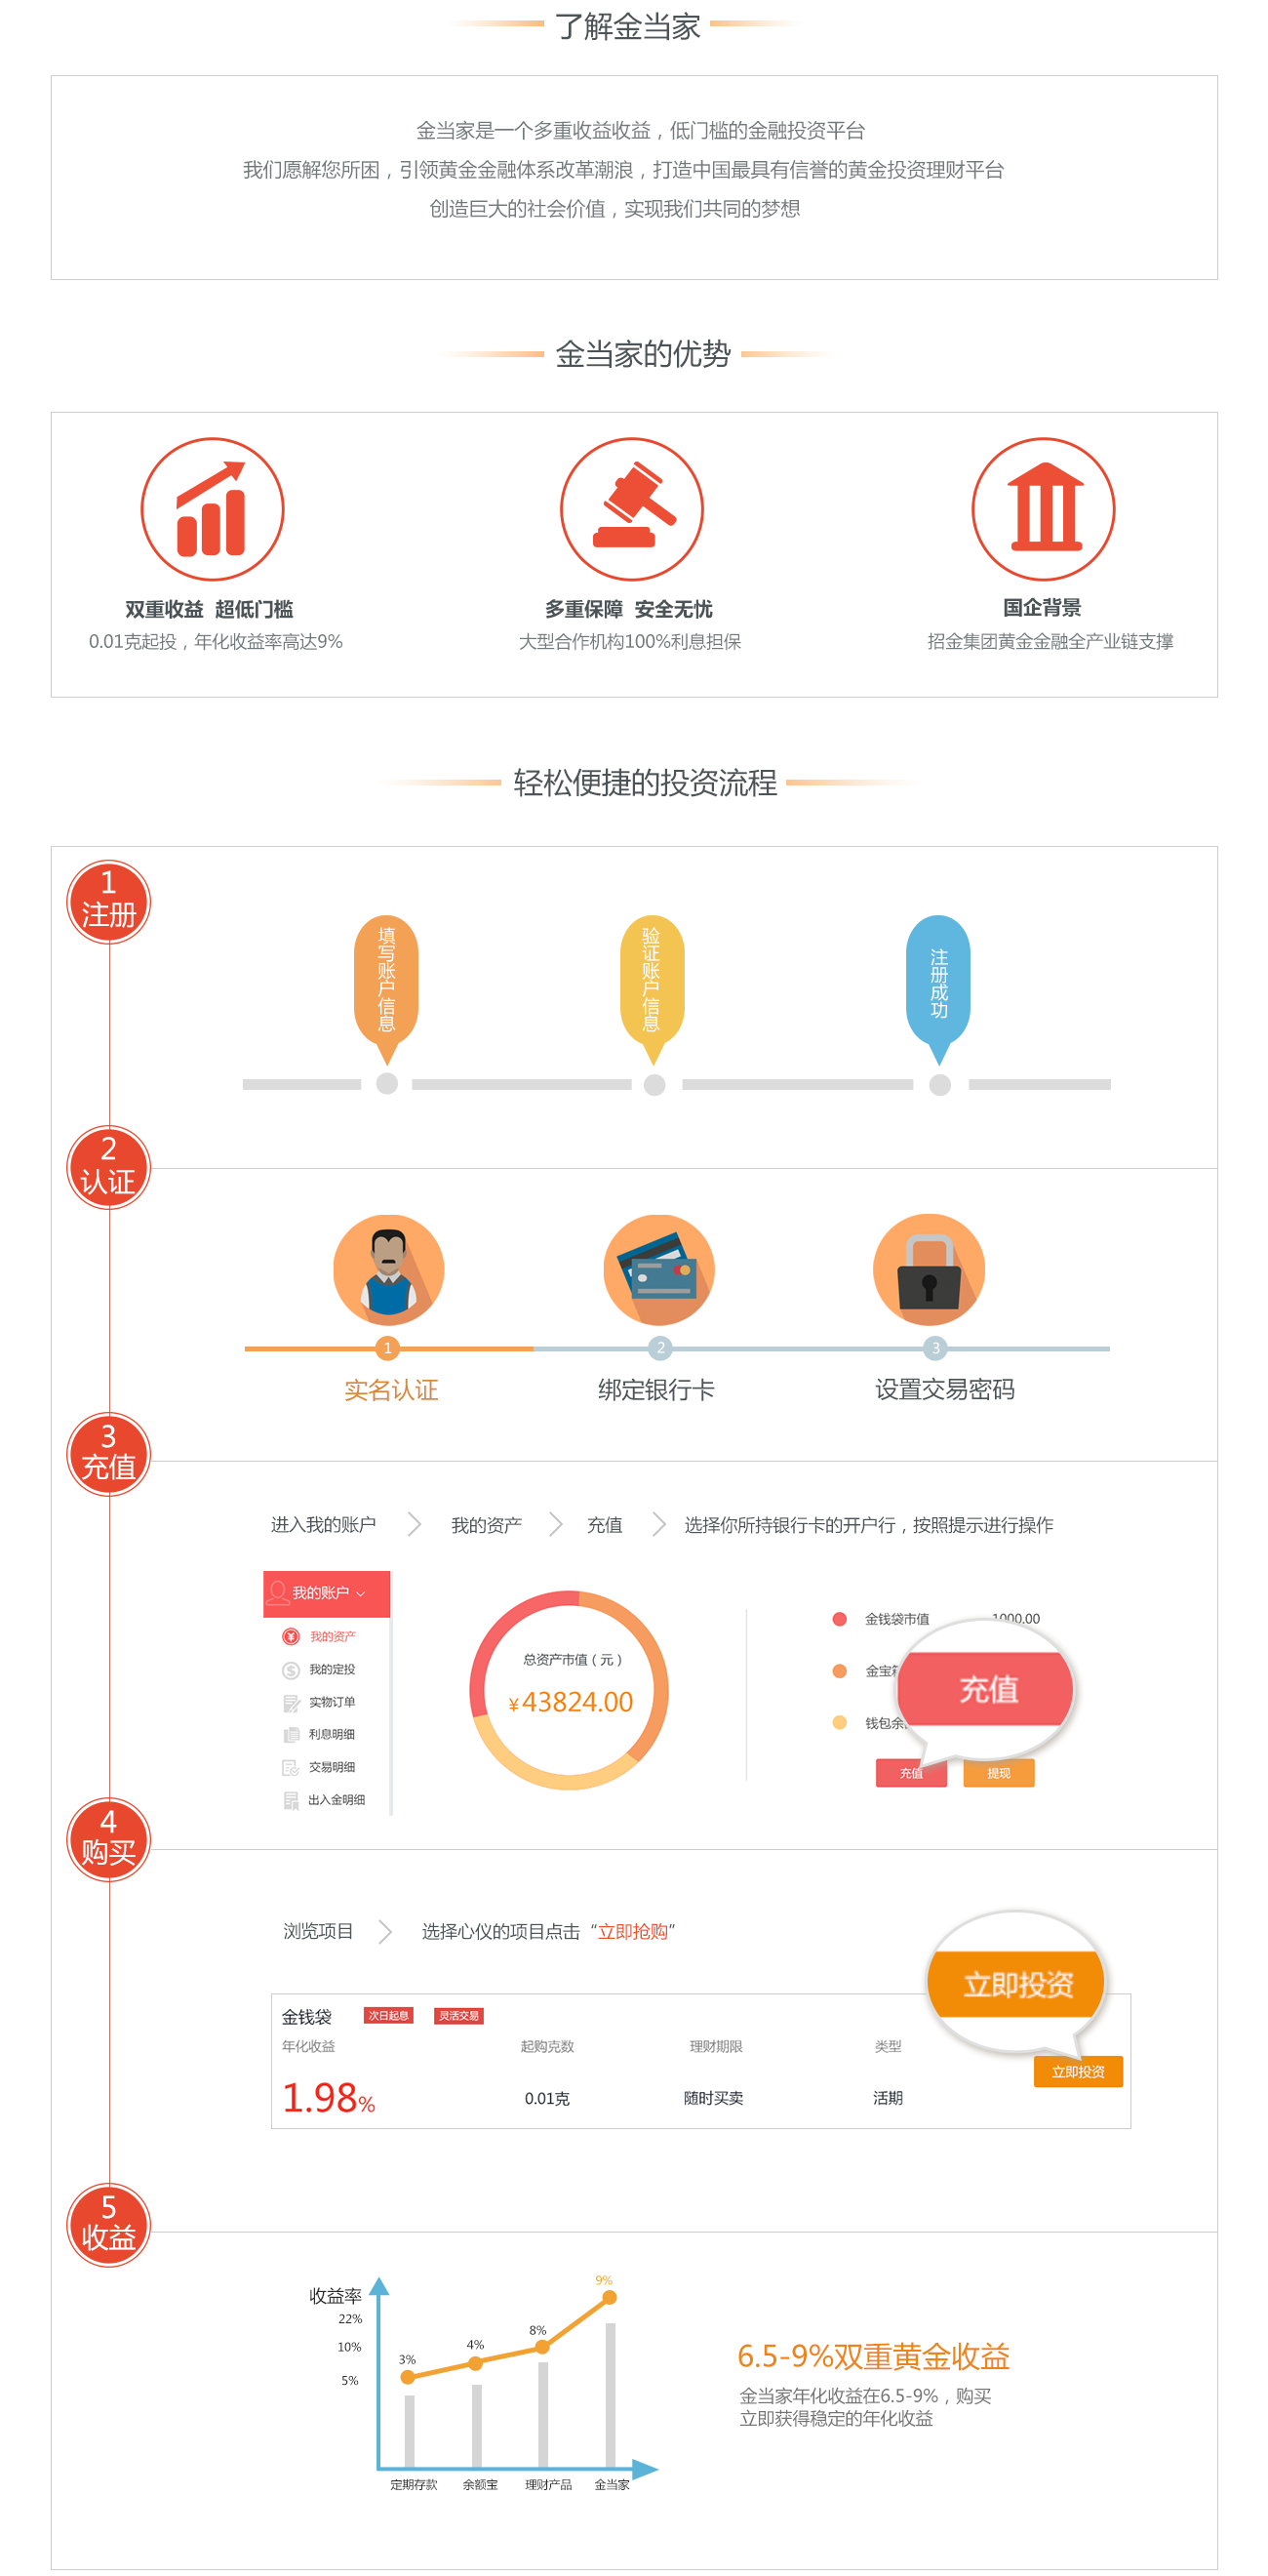 了解金当家
金当家是一个多重收益收益，低门槛的金融投资平台
我们愿解您所困，引领黄金金融体系改革潮浪，打造中国最具有信誉的黄金投资理财平台
创造巨大的社会价值，实现我们共同的梦想
金当家的优势
双重收益 超低门槛
0.01克起投，年化收益率高达9%
多重保障 安全无忧
大型合作机构100%利息担保
国企背景
招金集团黄金金融全产业链支撑
轻松便捷的投资流程
1
注册
填写账户信息
验证账户信息
注册成功
2
认证
1
2
3
实名认证
绑定银行卡
设置交易密码
3
充值
进入我的账户
我的资产
充值
选择你所持银行卡的开户行，按照提示进行操作
我的账户
我的资产
我的定投
实物订单
利息明细
交易明细
出入金明细
总资产市值（元）
¥43824.00
金钱袋市值
1000.00
金宝
钱包余
充值
充值
提现
4
购买
浏览项目
选择心仪的项目点击“立即抢购”
立即投资
金钱袋
次日起息
灵活交易
年化收益
起购克数
理财期限
类型
1.98%
0.01克
随时买卖
活期
立即投资
5
收益
收益率
22%
10%
5%
3%
4%
8%
9%
定期存款
余额宝
理财产品
金当家
6.5-9%双重黄金收益
金当家年化收益在6.5-9%，购买
立即获得稳定的年化收益